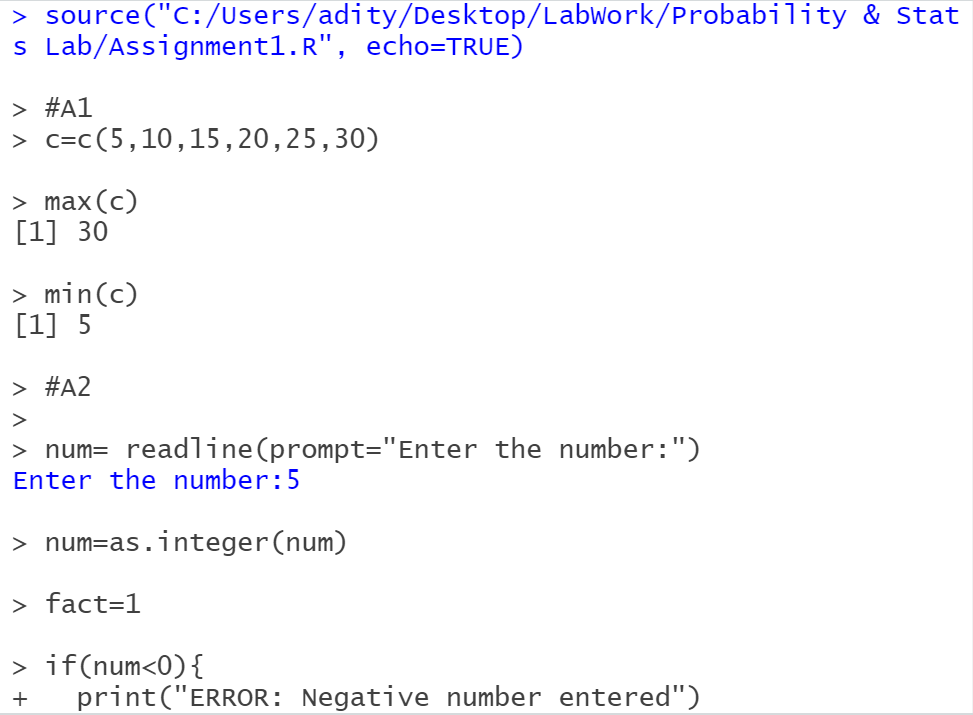 > source("C:/Users/adity/Desktop/LabWork/Probability & Stat
s Lab/Assignment1.R", echo=TRUE)
> #A1
> c=c(5,10,15,20,25,30)
> max(c)
[1] 30
> min(c)
[1] 5
> #A2
>
> num= readline(prompt="Enter the number:")
Enter the number:5
> num=as.integer(num)
> fact=1
> if(num<0){
+   print("ERROR: Negative number entered")